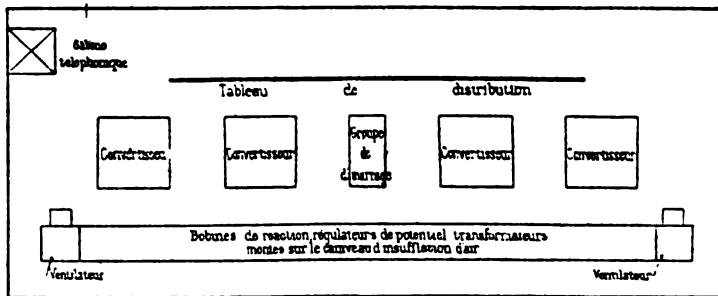 Cabine
telephonique
Tableau de distribution
Convertisseur Convertisseur Groupe de démarrage Convertisseur Convertisseur
Bobines de reaction, régulateurs de potentiel transformateurs
montes sur le caniveau d'insufflation d'air
Ventilateur Ventilateur